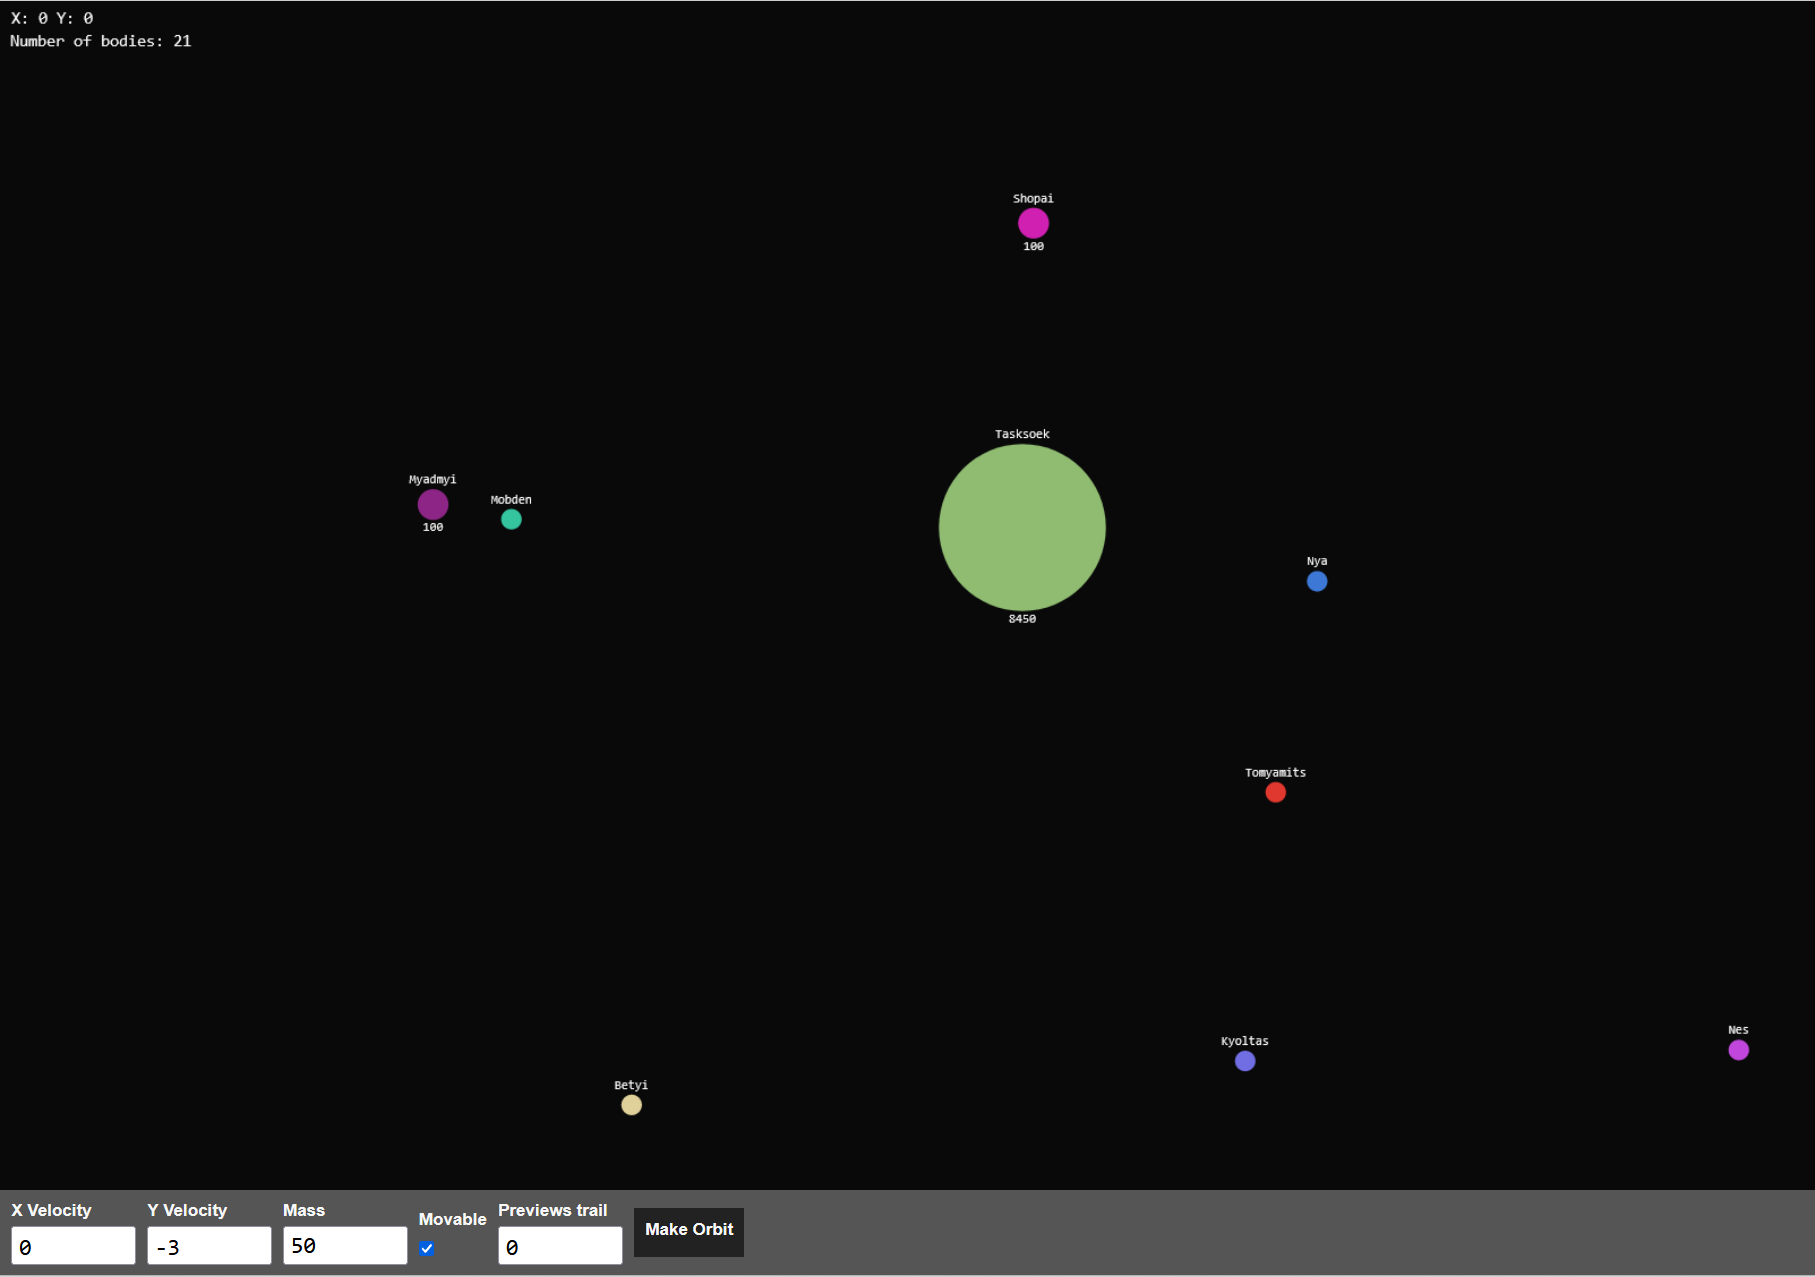 X: 0 Y: 0
Number of bodies: 21
Shopai
100
Tasksoek
8450
Myadmyi
100
Mobden
Nya
Tomyamits
Kyoltas
Nes
Betyi
X Velocity
0
Y Velocity
-3
Mass
50
Movable
Previews trail
0
Make Orbit